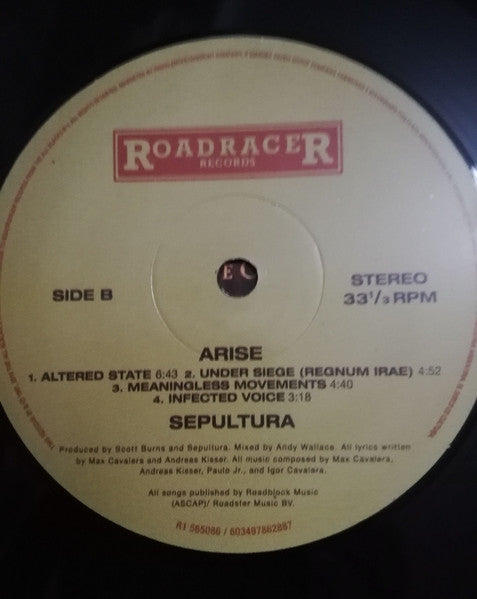 ROADRACER
RECORDS
SIDE B
STEREO
33 1/3 RPM
ARISE
1. ALTERED STATE 6:43 2. UNDER SIEGE (REGNUM IRAE) 4:52
3. MEANINGLESS MOVEMENTS 4:40
4. INFECTED VOICE 3:18
SEPULTURA
Produced by Scott Burns and Sepultura. Mixed by Andy Wallace. All lyrics written
by Max Cavalera and Andreas Kisser. All music composed by Max Cavalera,
Andreas Kisser, Paulo Jr., and Igor Cavalera.
All songs published by Roadblock Music
(ASCAP)/ Roadster Music BV.
R1 565086 / 603497862887